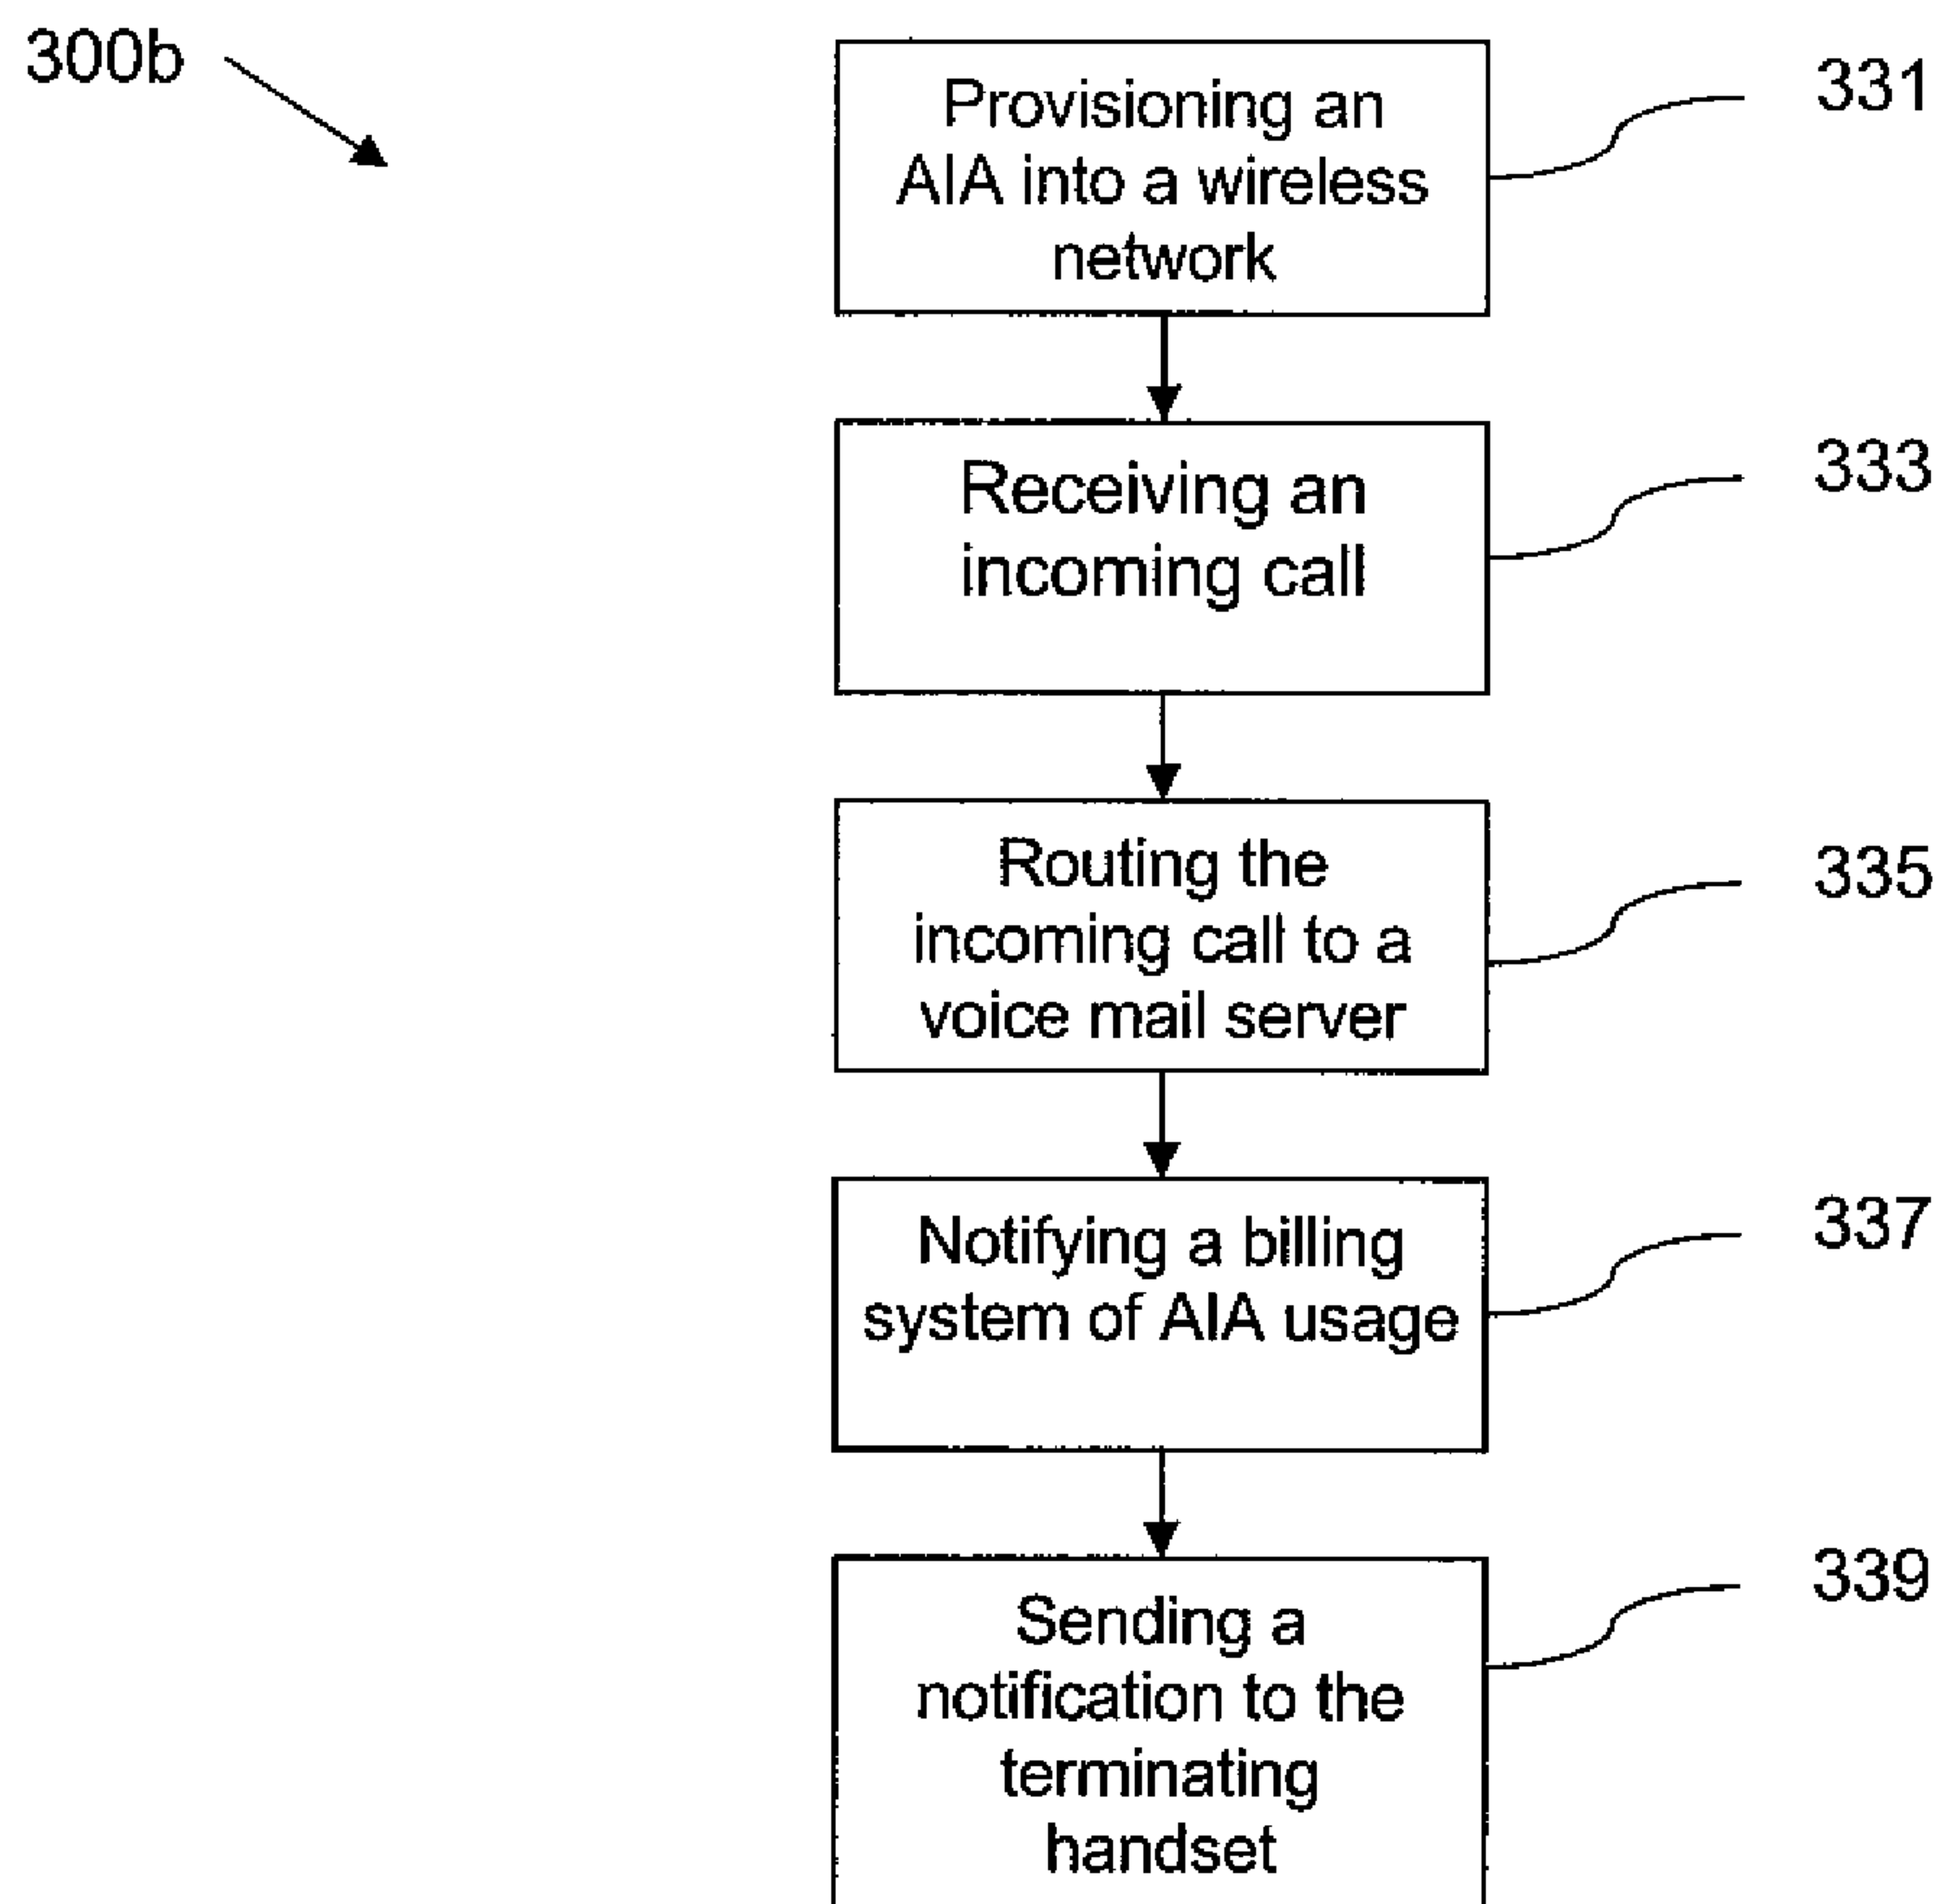 300b
Provisioning an
AIA into a wireless
network
331
Receiving an
incoming call
333
Routing the
incoming call to a
voice mail server
335
Notifying a billing
system of AIA usage
337
Sending a
notification to the
terminating
handset
339